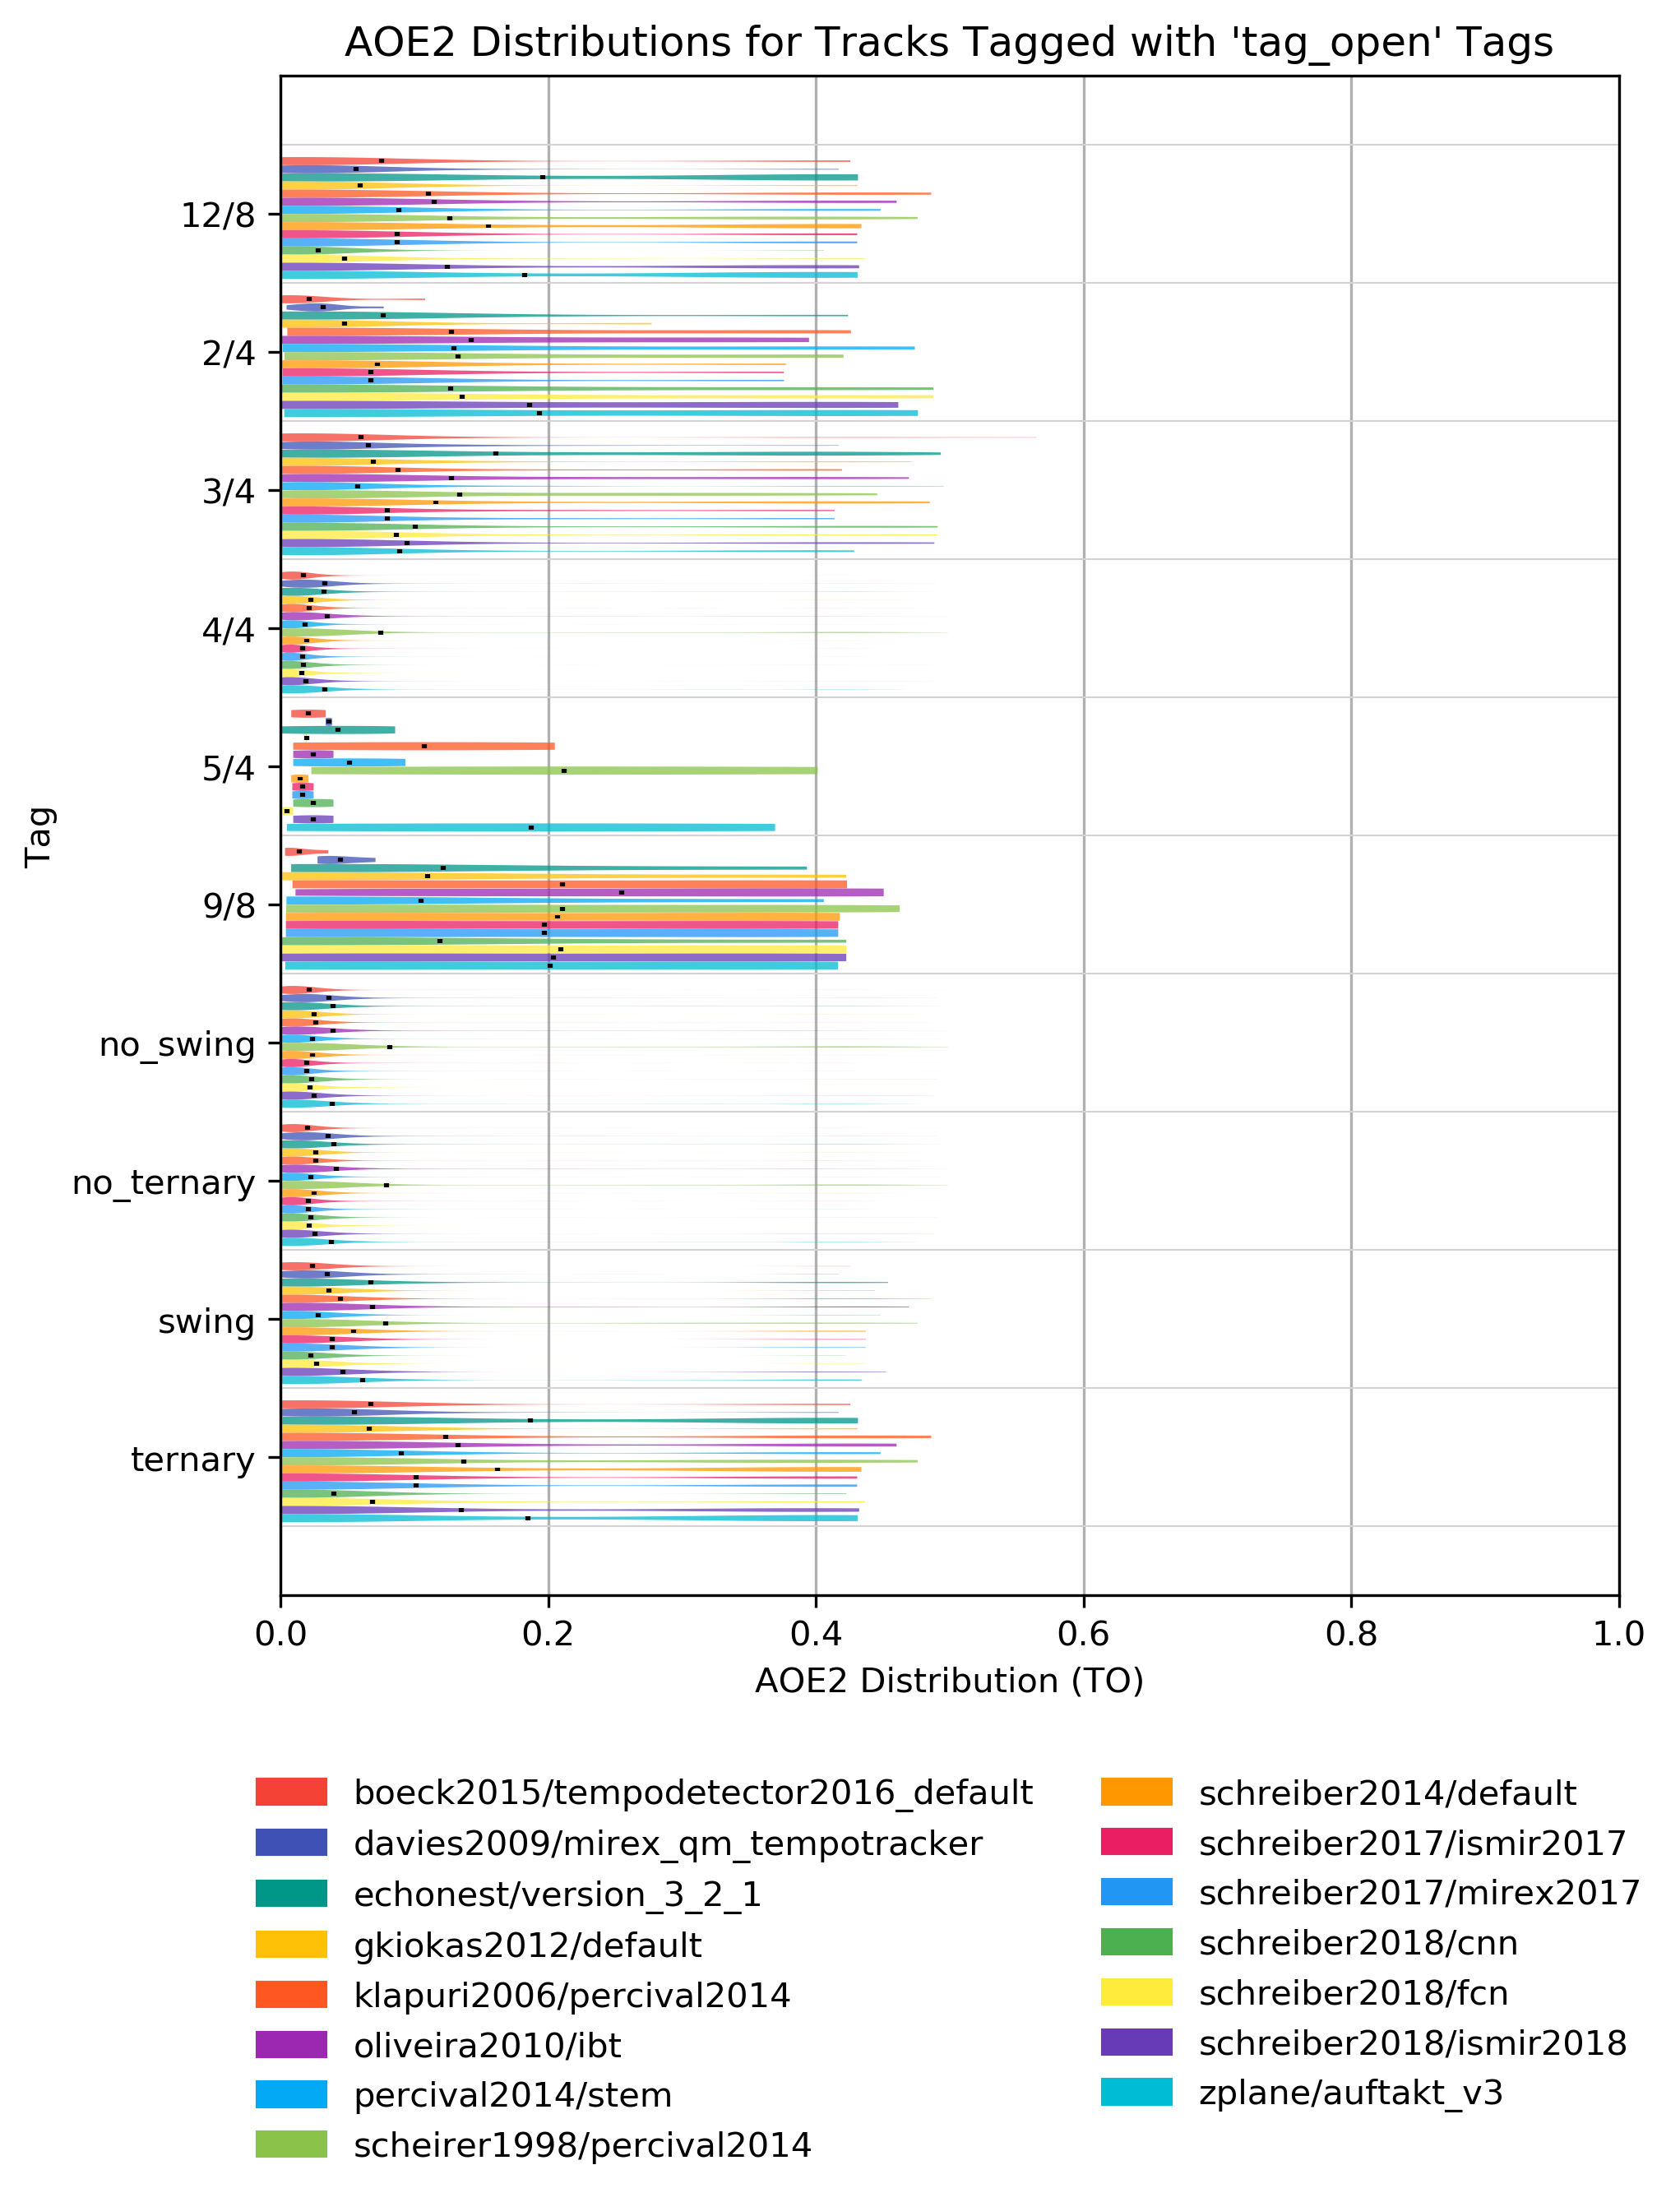 AOE2 Distributions for Tracks Tagged with 'tag_open' Tags
Tag
12/8
2/4
3/4
4/4
5/4
9/8
no_swing
no_ternary
swing
ternary
0.0 0.2 0.4 0.6 0.8 1.0
AOE2 Distribution (TO)
boeck2015/tempodetector2016_default
davies2009/mirex_qm_tempotracker
echonest/version_3_2_1
gkiokas2012/default
klapuri2006/percival2014
oliveira2010/ibt
percival2014/stem
scheirer1998/percival2014
schreiber2014/default
schreiber2017/ismir2017
schreiber2017/mirex2017
schreiber2018/cnn
schreiber2018/fcn
schreiber2018/ismir2018
zplane/auftakt_v3